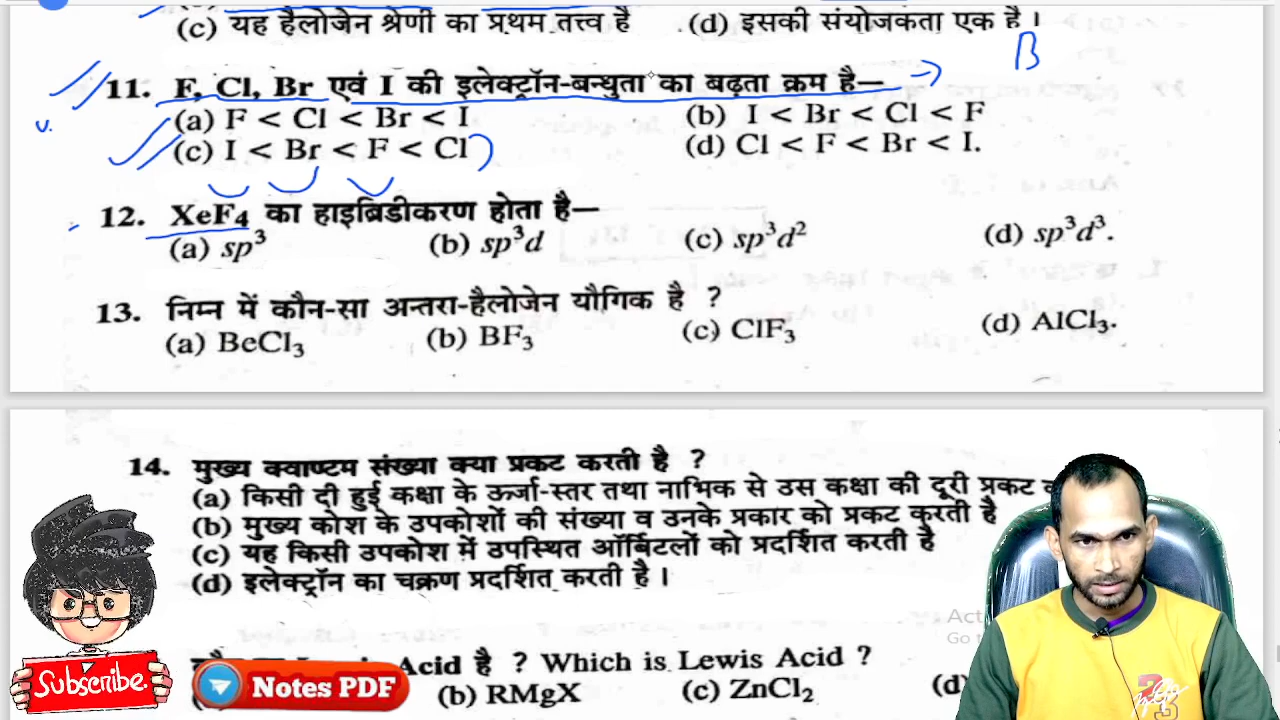 (c) यह हैलोजेन श्रेणी का प्रथम तत्त्व है (d) इसकी संयोजकता एक है।
B
11. F, Cl, Br एवं I की इलेक्ट्रॉन-बन्धुता का बढ़ता क्रम है—
(a) F < Cl < Br < I (b) I < Br < Cl < F
(c) I < Br < F < Cl (d) Cl < F < Br < I.
12. XeF4 का हाइब्रिडीकरण होता है—
(a) sp³ (b) sp³d (c) sp³d² (d) sp³d³.
13. निम्न में कौन-सा अन्तरा-हैलोजेन यौगिक है ?
(a) BeCl₃ (b) BF₃ (c) ClF₃ (d) AlCl₃.
14. मुख्य क्वाण्टम संख्या क्या प्रकट करती है ?
(a) किसी दी हुई कक्षा के ऊर्जा-स्तर तथा नाभिक से उस कक्षा की दूरी प्रकट
(b) मुख्य कोश के उपकोशों की संख्या व उनके प्रकार को प्रकट करती है
(c) यह किसी उपकोश में उपस्थित ऑर्बिटलों को प्रदर्शित करती है
(d) इलेक्ट्रॉन का चक्रण प्रदर्शित करती है।
Acid है ? Which is Lewis Acid ?
(b) RMgX (c) ZnCl₂ (d)
Subscribe.
Notes PDF